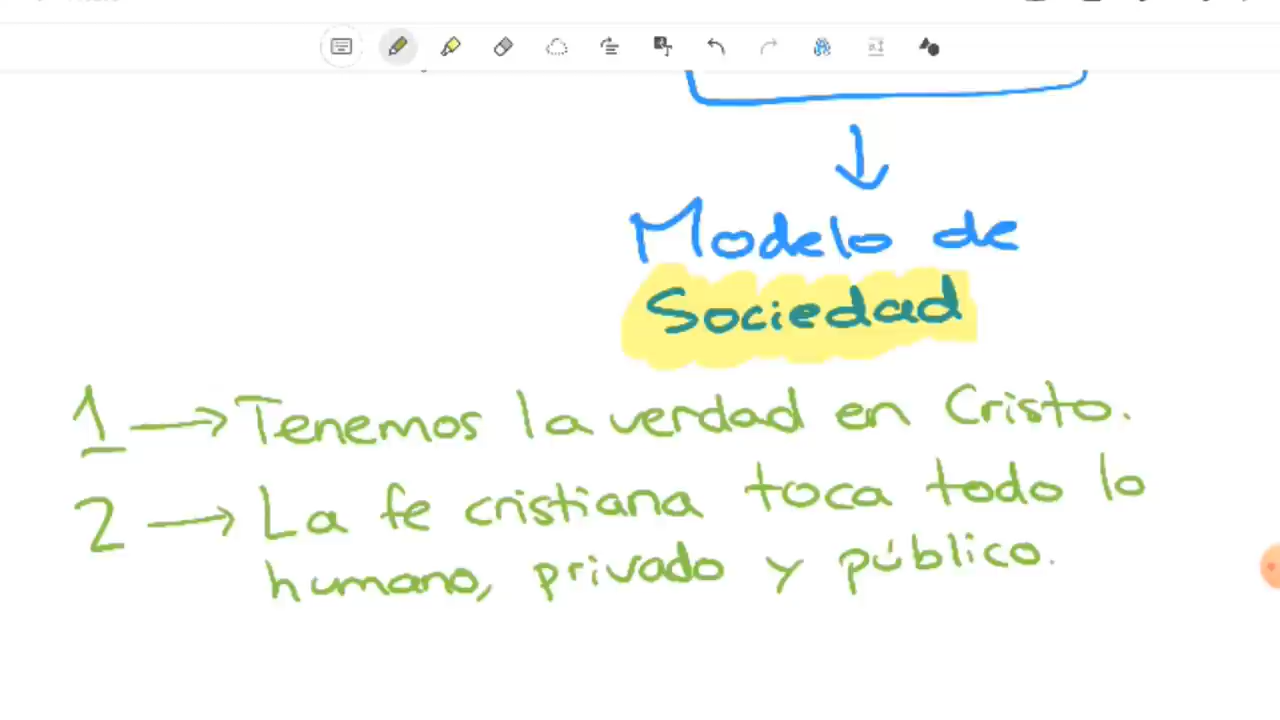 Modelo de
Sociedad
1 → Tenemos la verdad en Cristo.
2 → La fe cristiana toca todo lo
humano, privado y público.